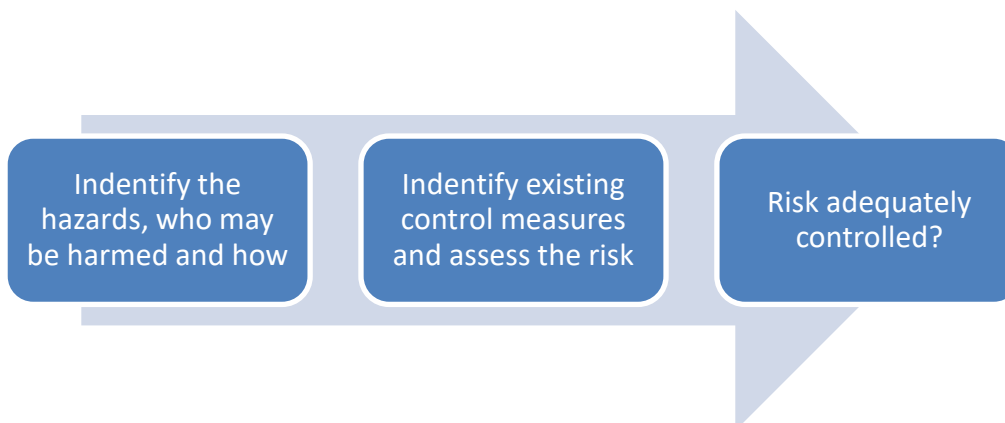 Indentify the
hazards, who may
be harmed and how
Indentify existing
control measures
and assess the risk
Risk adequately
controlled?